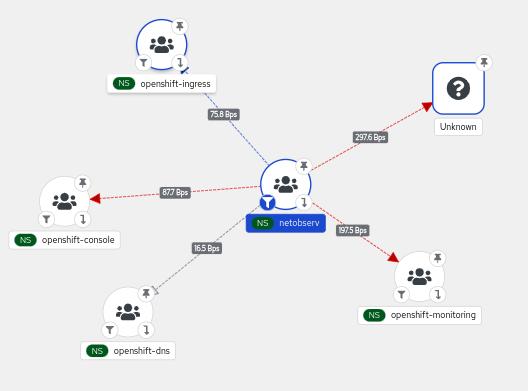 NS openshift-ingress
75.8 Bps
Unknown
297.6 Bps
87.7 Bps
NS netobserv
NS openshift-console
197.5 Bps
16.5 Bps
NS openshift-monitoring
NS openshift-dns